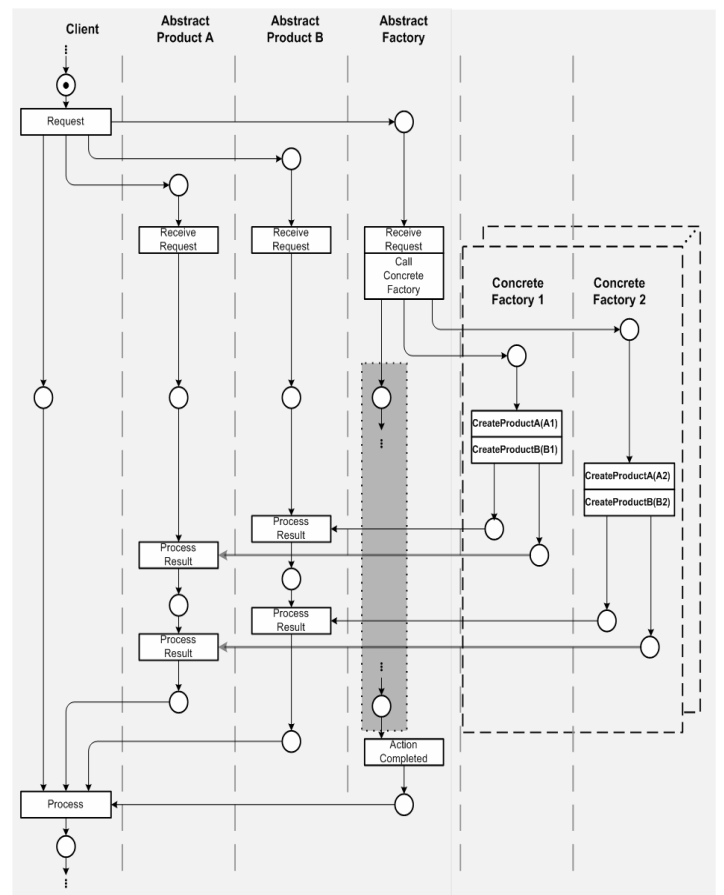 Client
Abstract
Product A
Abstract
Product B
Abstract
Factory
Request
Receive
Request
Receive
Request
Receive
Request
Call
Concrete
Factory
Concrete
Factory 1
Concrete
Factory 2
CreateProductA(A1)
CreateProductB(B1)
CreateProductA(A2)
CreateProductB(B2)
Process
Result
Process
Result
Process
Result
Process
Result
Action
Completed
Process